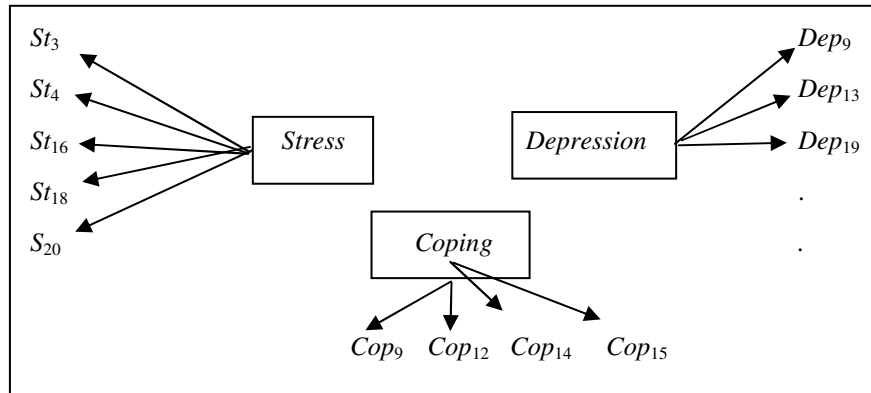 St₃
St₄
St₁₆
St₁₈
S₂₀
Stress
Depression
Dep₉
Dep₁₃
Dep₁₉
.
.
Coping
Cop₉ Cop₁₂ Cop₁₄ Cop₁₅